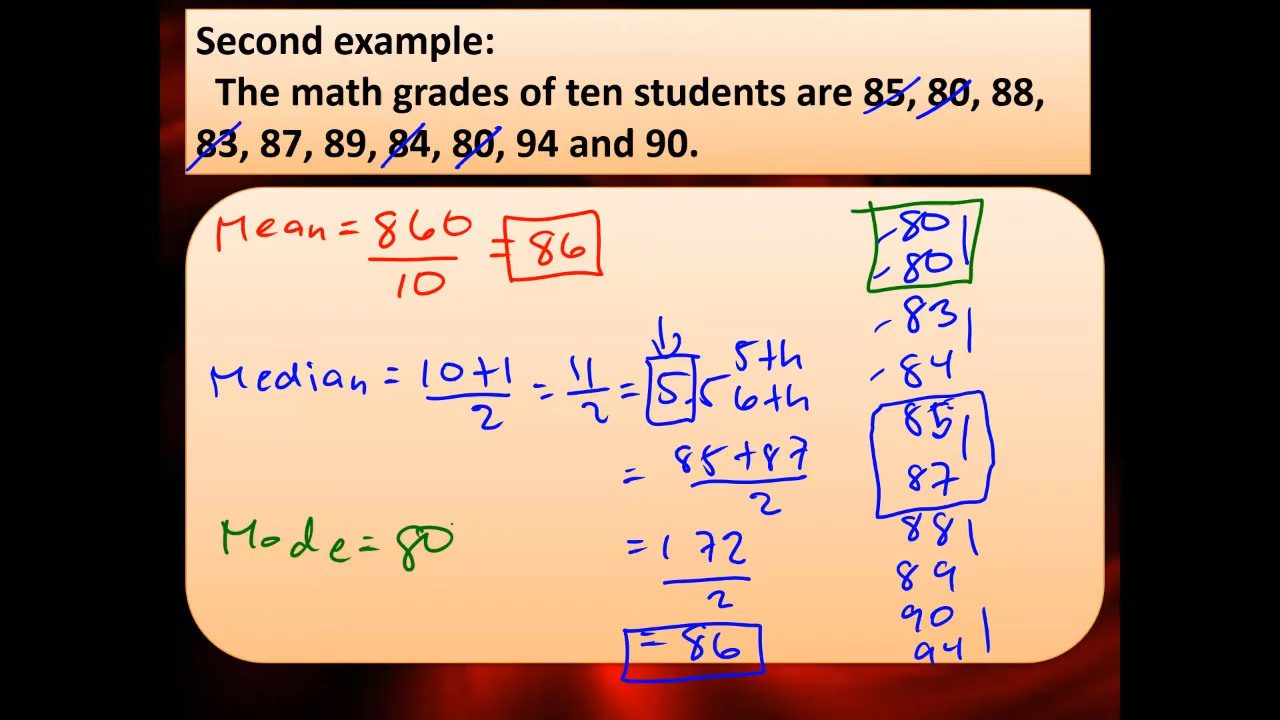 Second example:
The math grades of ten students are 85, 80, 88,
83, 87, 89, 84, 80, 94 and 90.
Mean = 860/10 = 86
Median = 10+1/2 = 11/2 = 5.5 5th 6th
= 85+87/2
= 172/2
= 86
Mode = 80
80
80
83
84
85
87
88
89
90
94